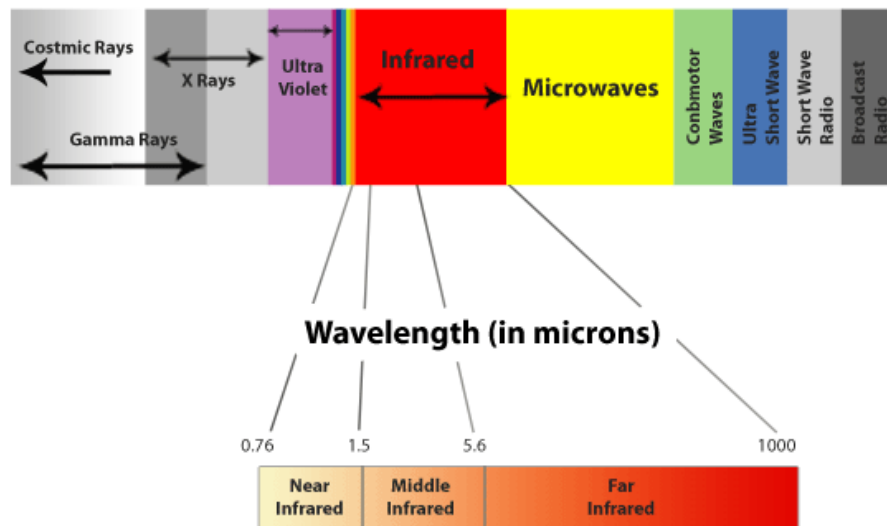 Costmic Rays
X Rays
Gamma Rays
Ultra
Violet
Infrared
Microwaves
Conbmotor
Waves
Ultra
Short Wave
Short Wave
Radio
Broadcast
Radio
Wavelength (in microns)
0.76
1.5
5.6
1000
Near
Infrared
Middle
Infrared
Far
Infrared